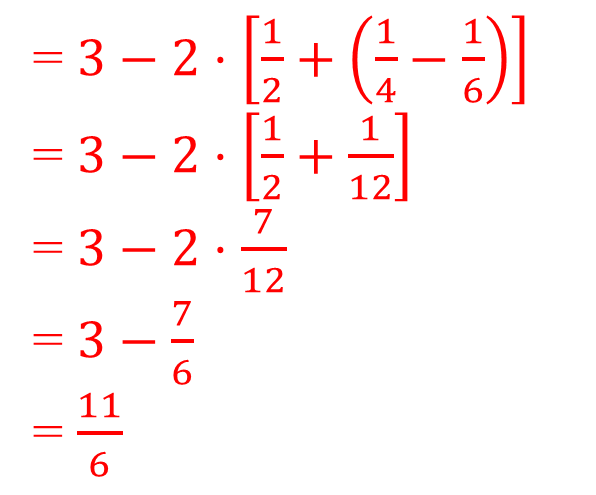 = 3 − 2 · [1/2 + (1/4 − 1/6)]
= 3 − 2 · [1/2 + 1/12]
= 3 − 2 · 7/12
= 3 − 7/6
= 11/6